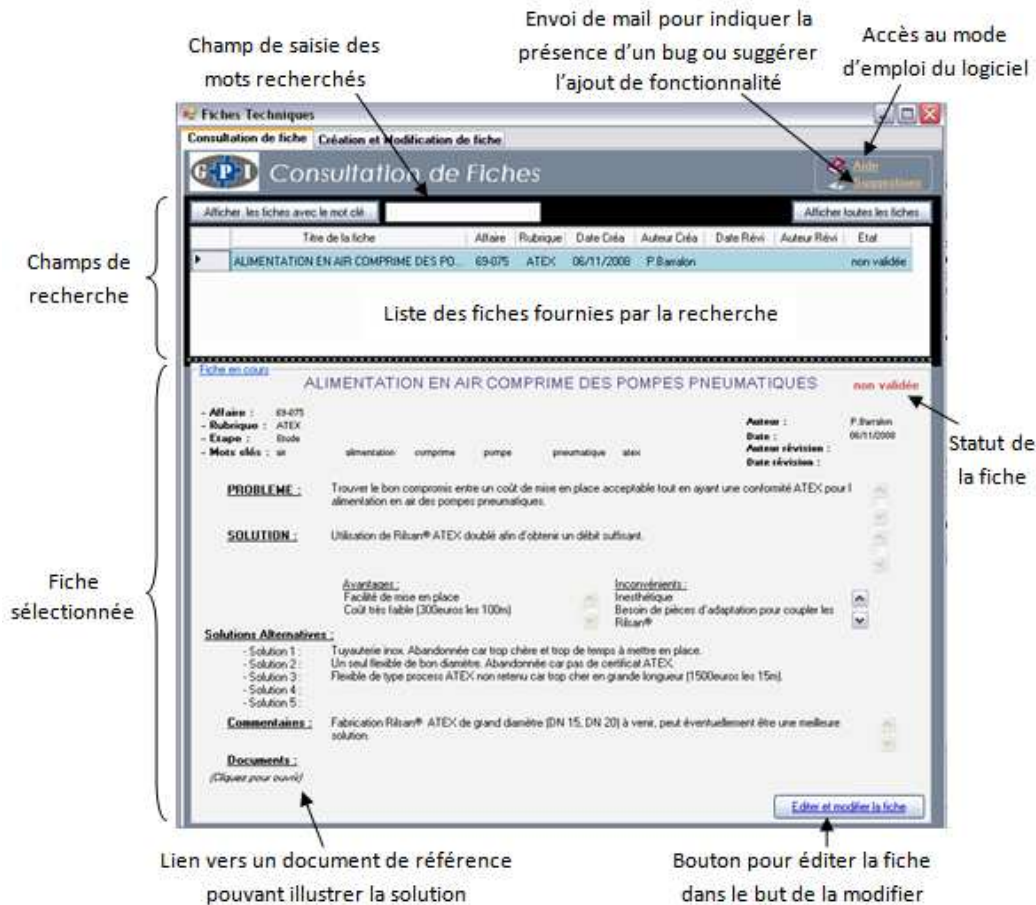 Envoi de mail pour indiquer la
présence d'un bug ou suggérer
l'ajout de fonctionnalité
Champ de saisie des
mots recherchés
Accès au mode
d'emploi du logiciel
Fiches Techniques
Consultation de fiche Création et Modification de fiche
GPI Consultation de Fiches
Aide
Suggestions
Afficher les fiches avec le mot clé Afficher toutes les fiches
Titre de la fiche Affaire Rubrique Date Créa Auteur Créa Date Révi Auteur Révi Etat
ALIMENTATION EN AIR COMPRIME DES PO... 69-075 ATEX 06/11/2008 P.Barralon non validée
Champs de
recherche
Liste des fiches fournies par la recherche
Fiche en cours
ALIMENTATION EN AIR COMPRIME DES POMPES PNEUMATIQUES non validée
- Affaire : 69-075
- Rubrique : ATEX
- Etape : Etude
- Mots clés : air alimentation comprime pompe pneumatique atex
Auteur : P.Barralon
Date : 06/11/2008
Auteur révision :
Date révision :
Statut de
la fiche
PROBLEME : Trouver le bon compromis entre un coût de mise en place acceptable tout en ayant une conformité ATEX pour l
alimentation en air des pompes pneumatiques.
SOLUTION : Utilisation de Rilsan® ATEX doublé afin d'obtenir un débit suffisant.
Fiche
sélectionnée
Avantages :
Facilité de mise en place
Coût très faible (300euros les 100m)
Inconvénients :
Inesthétique
Besoin de pièces d'adaptation pour coupler les
Rilsan®
Solutions Alternatives :
- Solution 1 : Tuyauterie inox. Abandonnée car trop chère et trop de temps à mettre en place.
- Solution 2 : Un seul flexible de bon diamètre. Abandonnée car pas de certificat ATEX.
- Solution 3 : Flexible de type process ATEX non retenu car trop cher en grande longueur (1500euros les 15m).
- Solution 4 :
- Solution 5 :
Commentaires : Fabrication Rilsan® ATEX de grand diamètre (DN 15, DN 20) à venir, peut éventuellement être une meilleure
solution.
Documents :
(Cliquez pour ouvrir)
Editer et modifier la fiche
Lien vers un document de référence
pouvant illustrer la solution
Bouton pour éditer la fiche
dans le but de la modifier